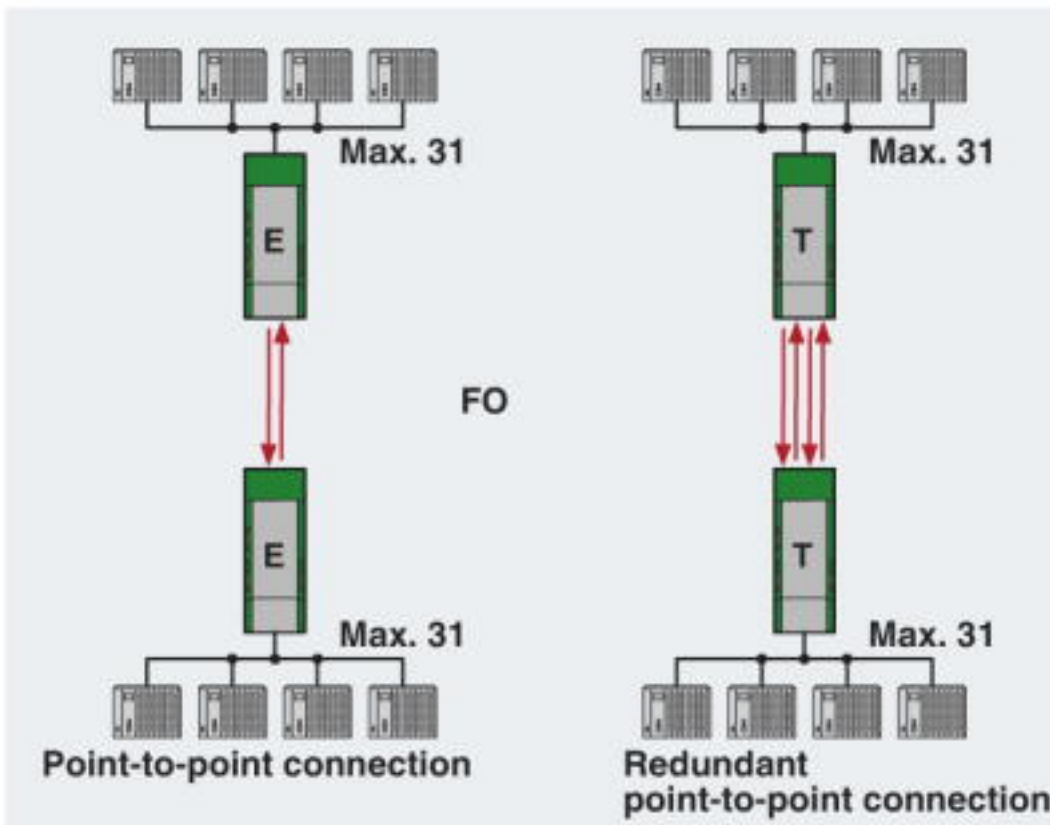 Max. 31
Max. 31
E
T
FO
E
T
Max. 31
Max. 31
Point-to-point connection
Redundant
point-to-point connection